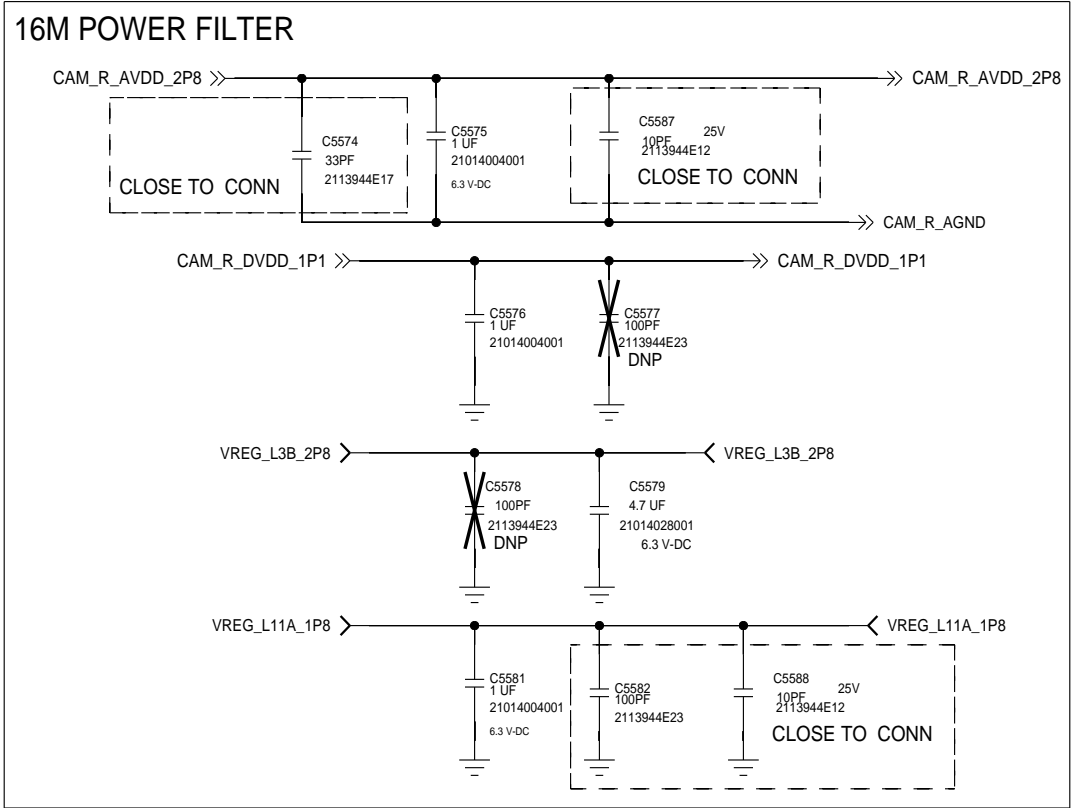 16M POWER FILTER
CAM_R_AVDD_2P8
CAM_R_AVDD_2P8
C5574
33PF
2113944E17
CLOSE TO CONN
C5575
1 UF
21014004001
6.3 V-DC
C5587
10PF 25V
2113944E12
CLOSE TO CONN
CAM_R_AGND
CAM_R_DVDD_1P1
CAM_R_DVDD_1P1
C5576
1 UF
21014004001
C5577
100PF
2113944E23
DNP
VREG_L3B_2P8
VREG_L3B_2P8
C5578
100PF
2113944E23
DNP
C5579
4.7 UF
21014028001
6.3 V-DC
VREG_L11A_1P8
VREG_L11A_1P8
C5581
1 UF
21014004001
6.3 V-DC
C5582
100PF
2113944E23
C5588
10PF 25V
2113944E12
CLOSE TO CONN